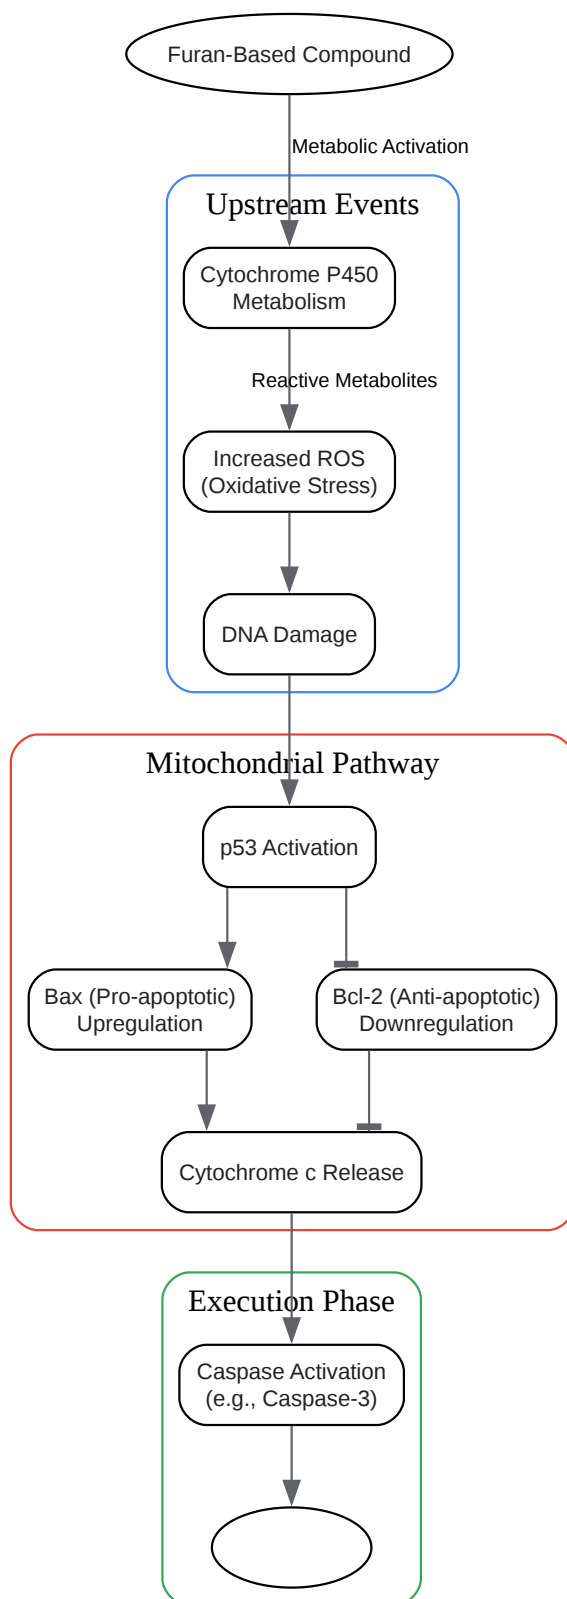 Furan-Based Compound
Metabolic Activation
Upstream Events
Cytochrome P450
Metabolism
Reactive Metabolites
Increased ROS
(Oxidative Stress)
DNA Damage
Mitochondrial Pathway
p53 Activation
Bax (Pro-apoptotic)
Upregulation
Bcl-2 (Anti-apoptotic)
Downregulation
Cytochrome c Release
Execution Phase
Caspase Activation
(e.g., Caspase-3)